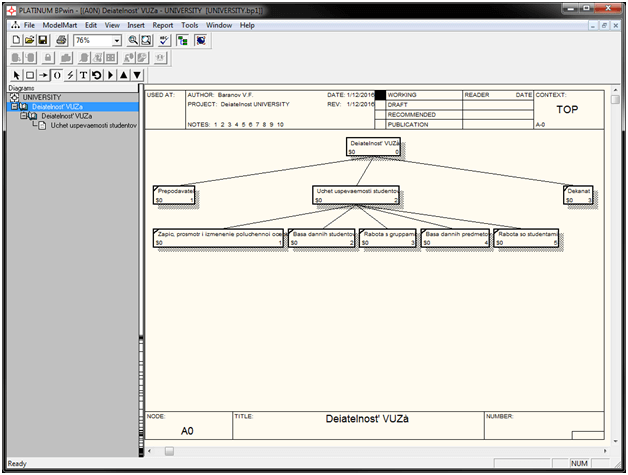 PLATINUM BPwin - [(A0N) Deiatelnost' VUZa - UNIVERSITY [UNIVERSITY.bp1]]
File ModelMart Edit View Insert Report Tools Window Help
76%
Diagrams
UNIVERSITY
Deiatelnost' VUZa
Deiatelnost' VUZa
Uchet uspevaemosti studentov
USED AT: AUTHOR: Baranov V.F. DATE: 1/12/2016 WORKING READER DATE CONTEXT:
PROJECT: Deiatelnost UNIVERSITY REV: 1/12/2016 DRAFT TOP
RECOMMENDED
NOTES: 1 2 3 4 5 6 7 8 9 10 PUBLICATION A-0
Deiatelnost' VUZà
$0 0
Prepodavatel
$0 1
Uchet uspevaemosti studentov
$0 2
Dekanat
$0 3
Zapic, prosmotr i izmenenie poluchennoi oce
$0 1
Basa dannih studentov
$0 2
Rabota s gruppami
$0 3
Basa dannih predmeto
$0 4
Rabota so studentami
$0 5
NODE: TITLE: NUMBER:
A0 Deiatelnost' VUZà
Ready NUM